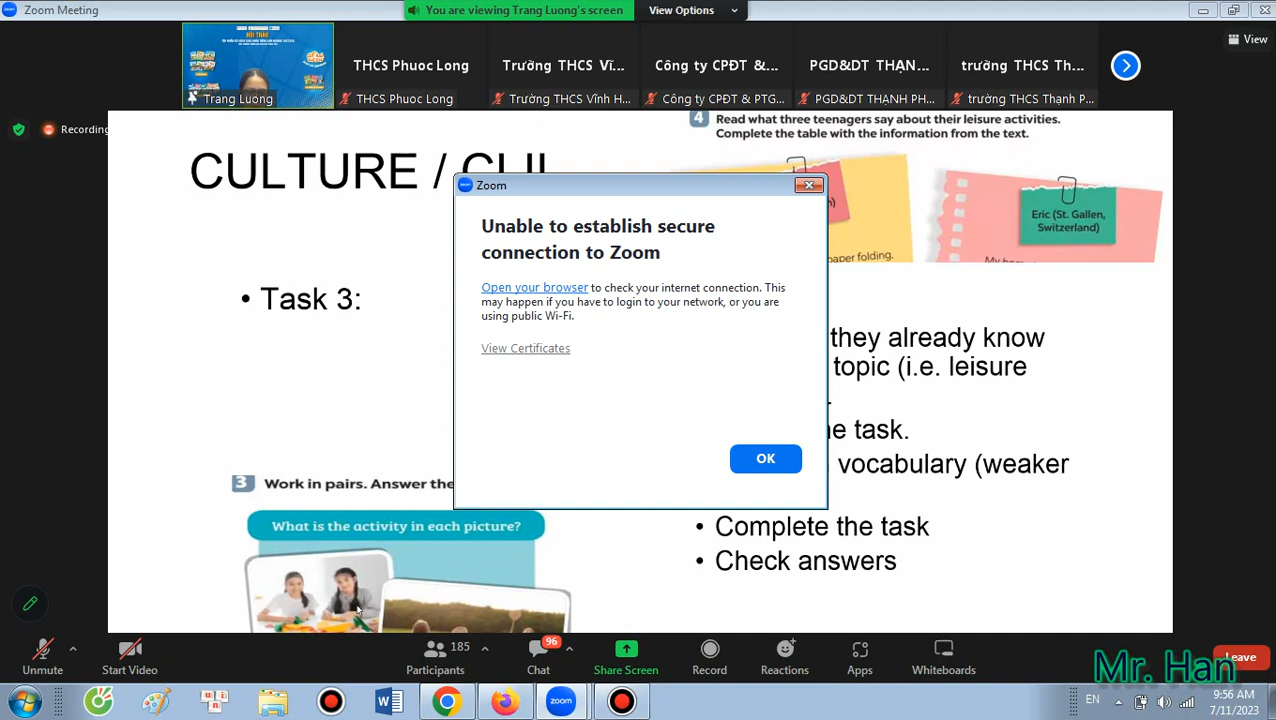 Zoom Meeting
You are viewing Trang Luong's screen
View Options
HỘI THẢO
View
THCS Phuoc Long
Trường THCS Vĩ...
Công ty CPĐT &...
PGD&DT THẠN...
trường THCS Th...
Trang Luong
THCS Phuoc Long
Trường THCS Vĩnh H...
Công ty CPĐT & PTG...
PGD&DT THẠNH PH...
trường THCS Thạnh P...
Recording
4 Read what three teenagers say about their leisure activities.
Complete the table with the information from the text.
CULTURE /
Eric (St. Gallen,
Switzerland)
paper folding.
Zoom
Unable to establish secure
connection to Zoom
Open your browser to check your internet connection. This
may happen if you have to login to your network, or you are
using public Wi-Fi.
View Certificates
OK
• Task 3:
they already know
topic (i.e. leisure
task.
vocabulary (weaker
• Complete the task
• Check answers
3 Work in pairs. Answer the
What is the activity in each picture?
Unmute
Start Video
185
Participants
96
Chat
Share Screen
Record
Reactions
Apps
Whiteboards
Leave
Mr. Han
EN
9:56 AM
7/11/2023